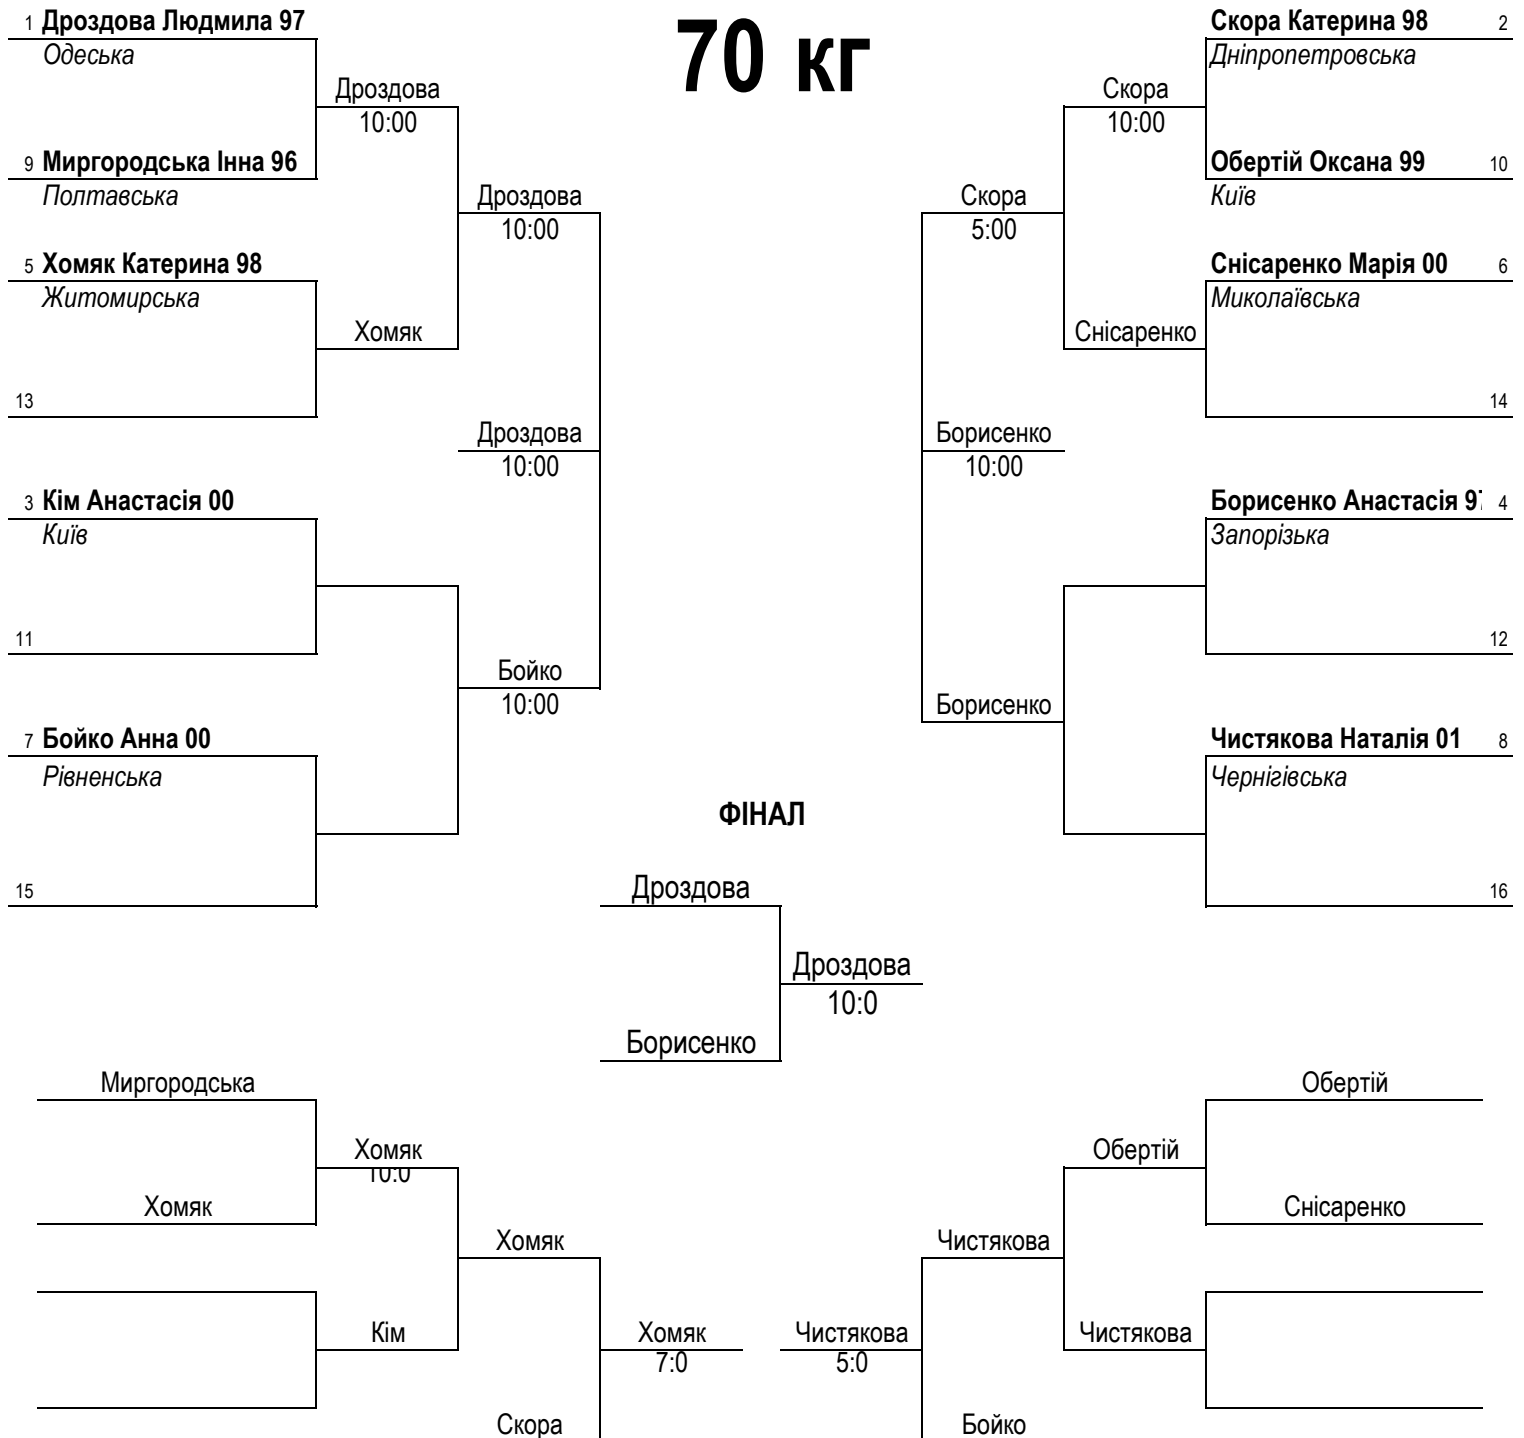 70 кг
1 Дроздова Людмила 97
Одеська
Дроздова
10:00
9 Миргородська Інна 96
Полтавська
Дроздова
10:00
5 Хомяк Катерина 98
Житомирська
Хомяк
13
Дроздова
10:00
3 Кім Анастасія 00
Київ
11
Бойко
10:00
7 Бойко Анна 00
Рівненська
15
Скора Катерина 98 2
Дніпропетровська
Скора
10:00
Обертій Оксана 99 10
Київ
Скора
5:00
Снісаренко Марія 00 6
Миколаївська
Снісаренко
14
Борисенко
10:00
Борисенко Анастасія 97 4
Запорізька
12
Борисенко
Чистякова Наталія 01 8
Чернігівська
16
ФІНАЛ
Дроздова
Дроздова
10:0
Борисенко
Миргородська
Хомяк
10:0
Хомяк
Хомяк
Кім
Хомяк
7:0
Скора
Обертій
Обертій
Снісаренко
Чистякова
Чистякова
Чистякова
5:0
Бойко